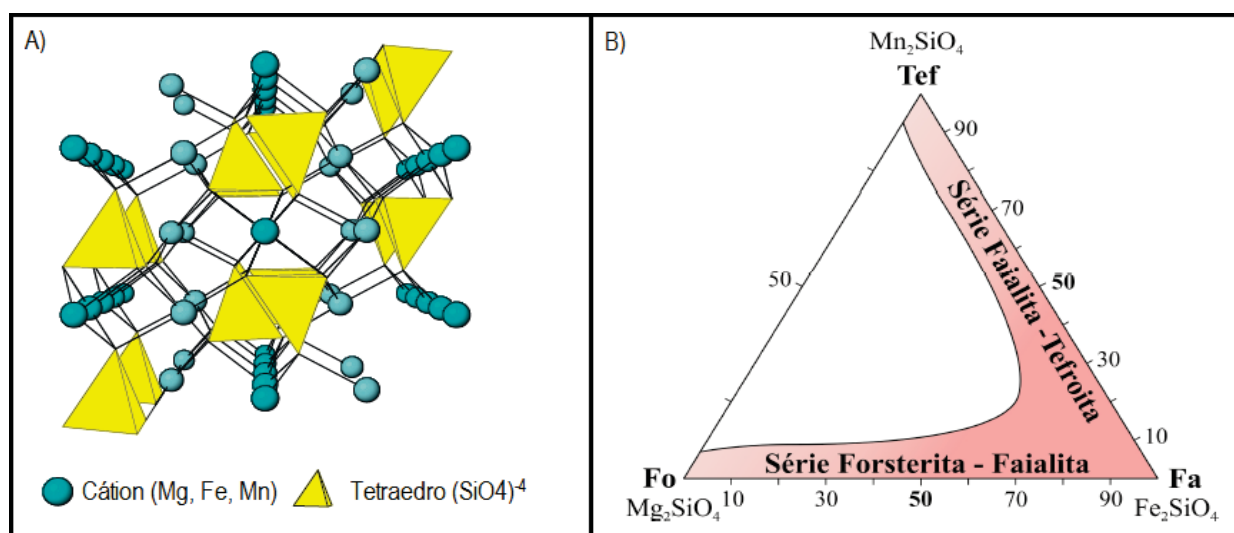 A)
Cátion (Mg, Fe, Mn)
Tetraedro (SiO4)⁻⁴
B)
Mn₂SiO₄
Tef
90
70
50
30
10
50
Série Faialita -Tefroita
Série Forsterita - Faialita
Fo
Mg₂SiO₄
10
30
50
70
90
Fa
Fe₂SiO₄